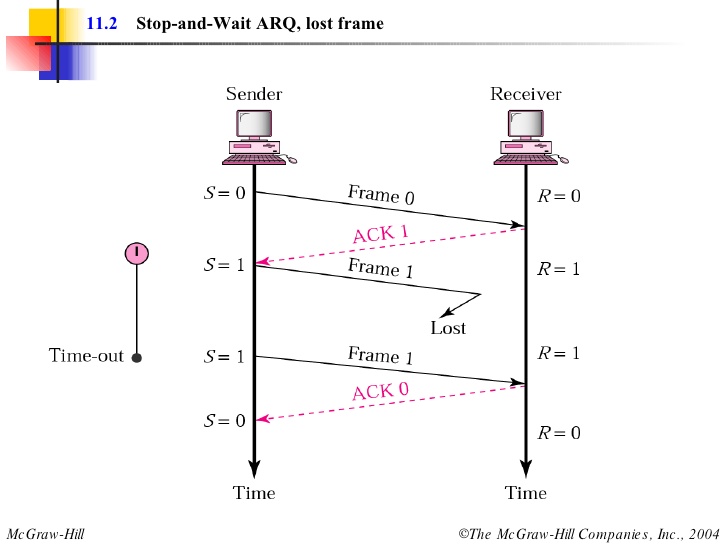 11.2 Stop-and-Wait ARQ, lost frame
Sender Receiver
S = 0 Frame 0 R = 0
ACK 1
S = 1 Frame 1 R = 1
Lost
Time-out S = 1 Frame 1 R = 1
ACK 0
S = 0 R = 0
Time Time
McGraw-Hill ©The McGraw-Hill Companies, Inc., 2004